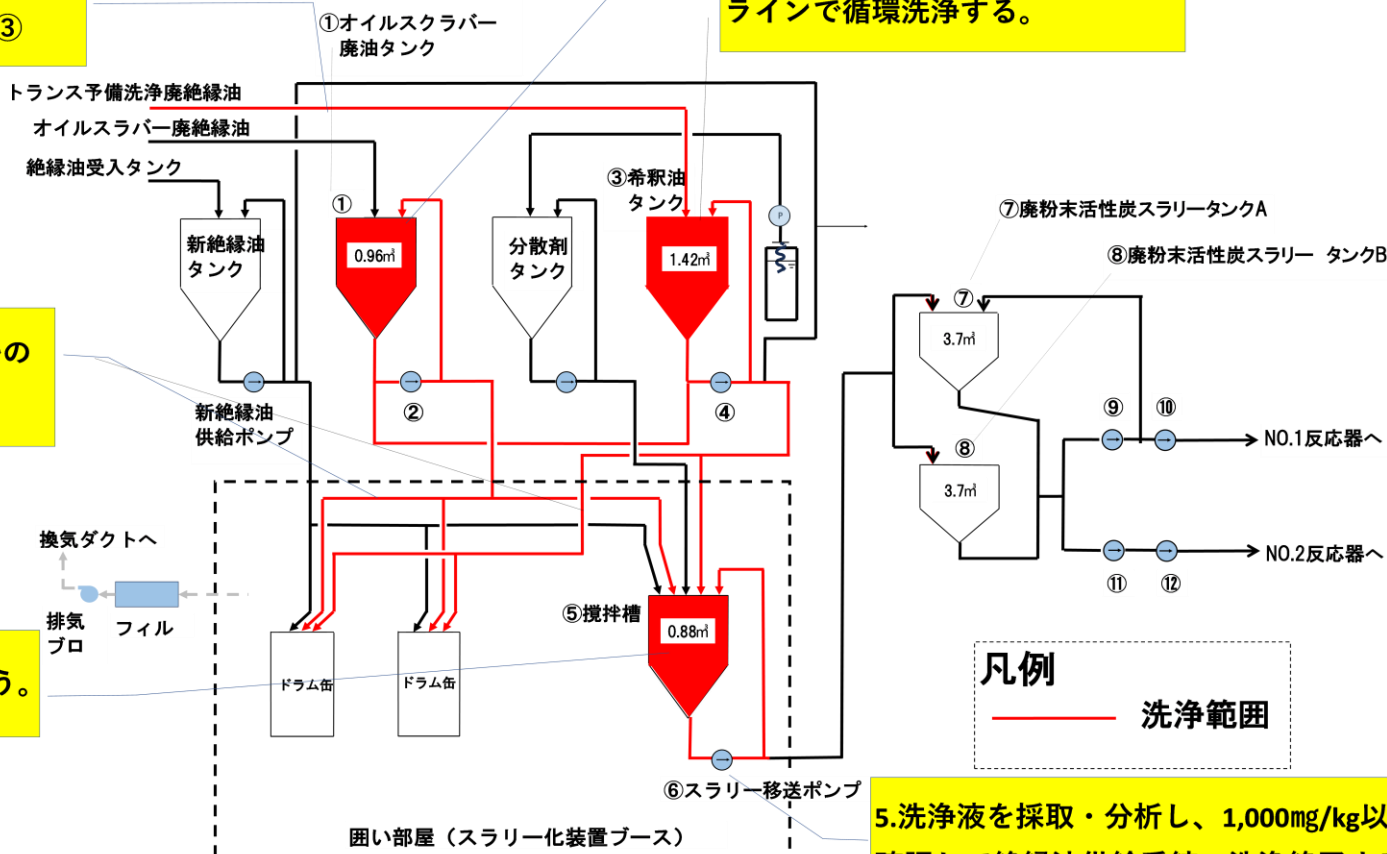 ③
ラインで循環洗浄する。
①オイルスクラバー
廃油タンク
トランス予備洗浄廃絶縁油
オイルスラバー廃絶縁油
絶縁油受入タンク
新絶縁油
タンク
①
0.96㎥
分散剤
タンク
③希釈油
タンク
1.42㎥
P
⑦廃粉末活性炭スラリータンクA
⑧廃粉末活性炭スラリー タンクB
⑦
3.7㎥
⑧
3.7㎥
の
新絶縁油
供給ポンプ
②
④
⑨
⑩
NO.1反応器へ
⑪
⑫
NO.2反応器へ
換気ダクトへ
排気
ブロ
フィル
う。
ドラム缶
ドラム缶
⑤撹拌槽
0.88㎥
⑥スラリー移送ポンプ
囲い部屋（スラリー化装置ブース）
凡例
洗浄範囲
5.洗浄液を採取・分析し、1,000㎎/kg以